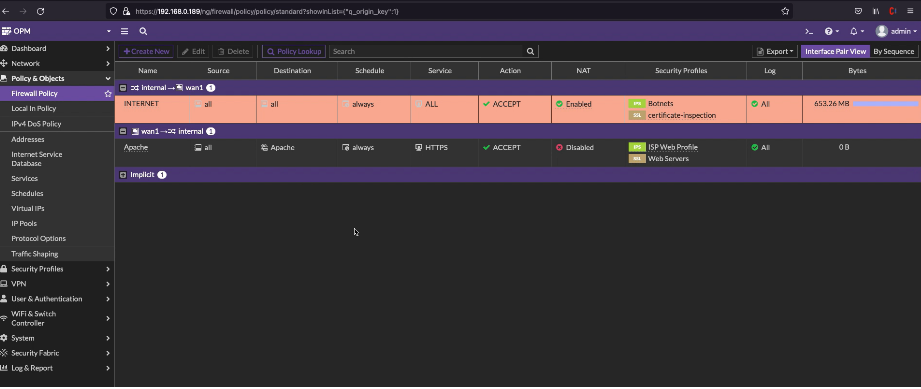 https://192.168.0.189/ng/firewall/policy/policy/standard?showInList={"q_origin_key":1}
OPM
admin
Dashboard
Network
Policy & Objects
Firewall Policy
Local In Policy
IPv4 DoS Policy
Addresses
Internet Service
Database
Services
Schedules
Virtual IPs
IP Pools
Protocol Options
Traffic Shaping
Security Profiles
VPN
User & Authentication
WiFi & Switch
Controller
System
Security Fabric
Log & Report
Create New Edit Delete Policy Lookup Search Export Interface Pair View By Sequence
Name Source Destination Schedule Service Action NAT Security Profiles Log Bytes
internal → wan1 1
INTERNET all all always ALL ACCEPT Enabled IPS Botnets All 653.26 MB
SSL certificate-inspection
wan1 → internal 1
Apache all Apache always HTTPS ACCEPT Disabled IPS ISP Web Profile All 0 B
SSL Web Servers
Implicit 1